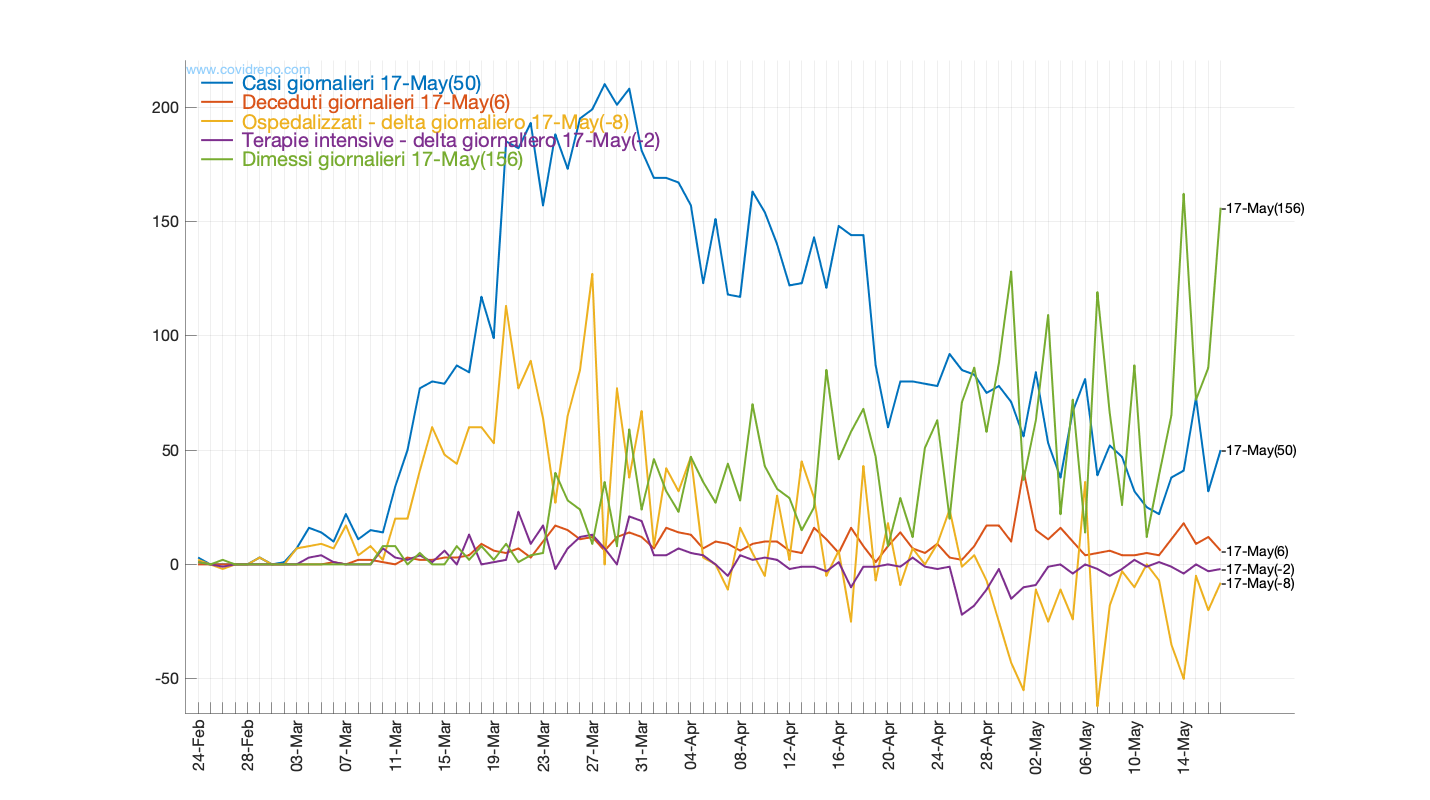 www.covidrepo.com
Casi giornalieri 17-May(50)
Deceduti giornalieri 17-May(6)
Ospedalizzati - delta giornaliero 17-May(-8)
Terapie intensive - delta giornaliero 17-May(-2)
Dimessi giornalieri 17-May(156)
200
150
100
50
0
-50
17-May(156)
17-May(50)
17-May(6)
17-May(-2)
17-May(-8)
24-Feb
28-Feb
03-Mar
07-Mar
11-Mar
15-Mar
19-Mar
23-Mar
27-Mar
31-Mar
04-Apr
08-Apr
12-Apr
16-Apr
20-Apr
24-Apr
28-Apr
02-May
06-May
10-May
14-May